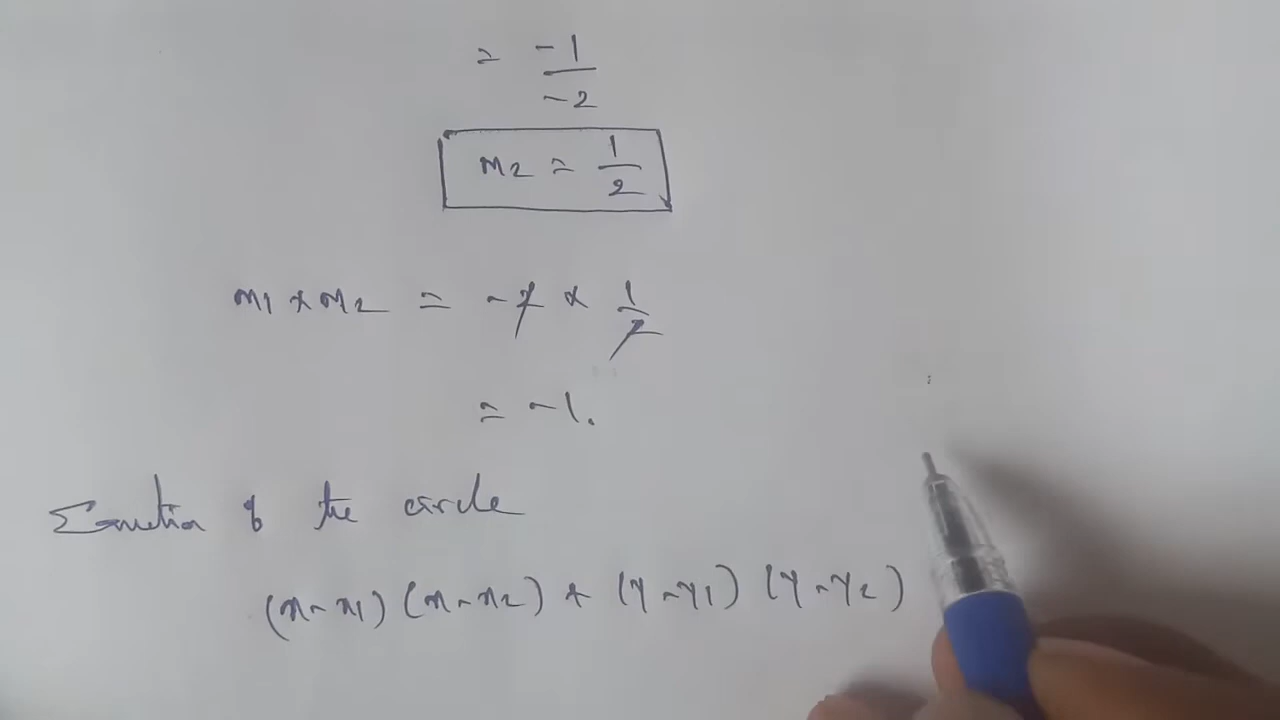 = -1/-2
m2 = 1/2
m1 × m2 = -2 × 1/2
= -1.
Equation of the circle
(x-x1) (x-x2) + (y-y1) (y-y2)